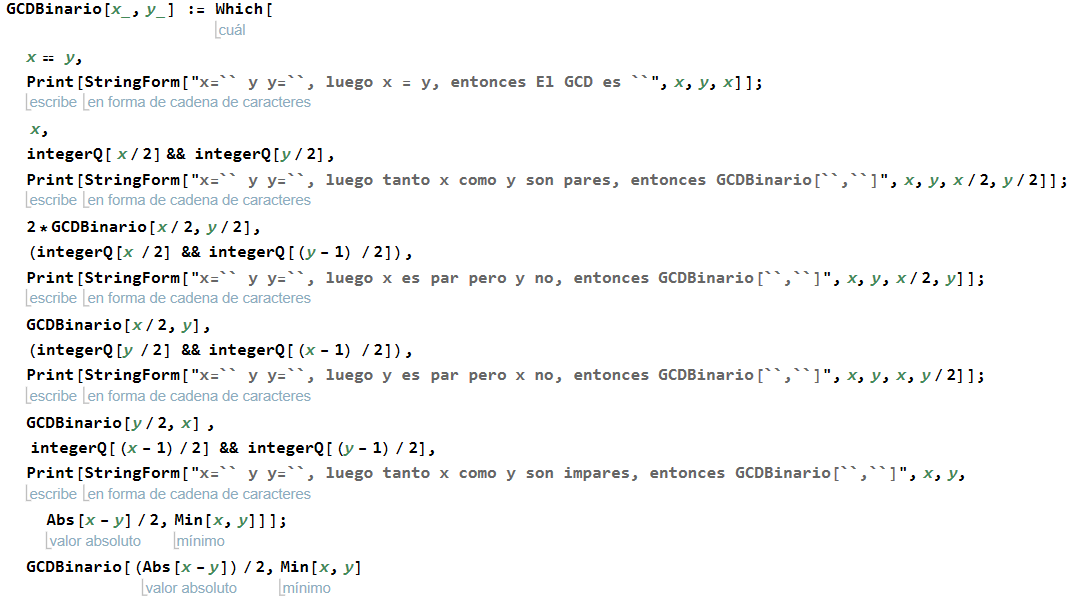 GCDBinario[x_, y_] := Which[
cuál
x == y,
Print[StringForm["x=`` y y=``, luego x = y, entonces El GCD es ``", x, y, x]];
escribe en forma de cadena de caracteres
x,
integerQ[ x / 2] && integerQ[y / 2],
Print[StringForm["x=`` y y=``, luego tanto x como y son pares, entonces GCDBinario[``,``]", x, y, x / 2, y / 2]];
escribe en forma de cadena de caracteres
2 * GCDBinario[x / 2, y / 2],
(integerQ[x / 2] && integerQ[(y - 1) / 2]),
Print[StringForm["x=`` y y=``, luego x es par pero y no, entonces GCDBinario[``,``]", x, y, x / 2, y]];
escribe en forma de cadena de caracteres
GCDBinario[x / 2, y],
(integerQ[y / 2] && integerQ[(x - 1) / 2]),
Print[StringForm["x=`` y y=``, luego y es par pero x no, entonces GCDBinario[``,``]", x, y, x, y / 2]];
escribe en forma de cadena de caracteres
GCDBinario[y / 2, x] ,
integerQ[(x - 1) / 2] && integerQ[(y - 1) / 2],
Print[StringForm["x=`` y y=``, luego tanto x como y son impares, entonces GCDBinario[``,``]", x, y,
escribe en forma de cadena de caracteres
Abs[x - y] / 2, Min[x, y]]];
valor absoluto mínimo
GCDBinario[(Abs[x - y]) / 2, Min[x, y]
valor absoluto mínimo